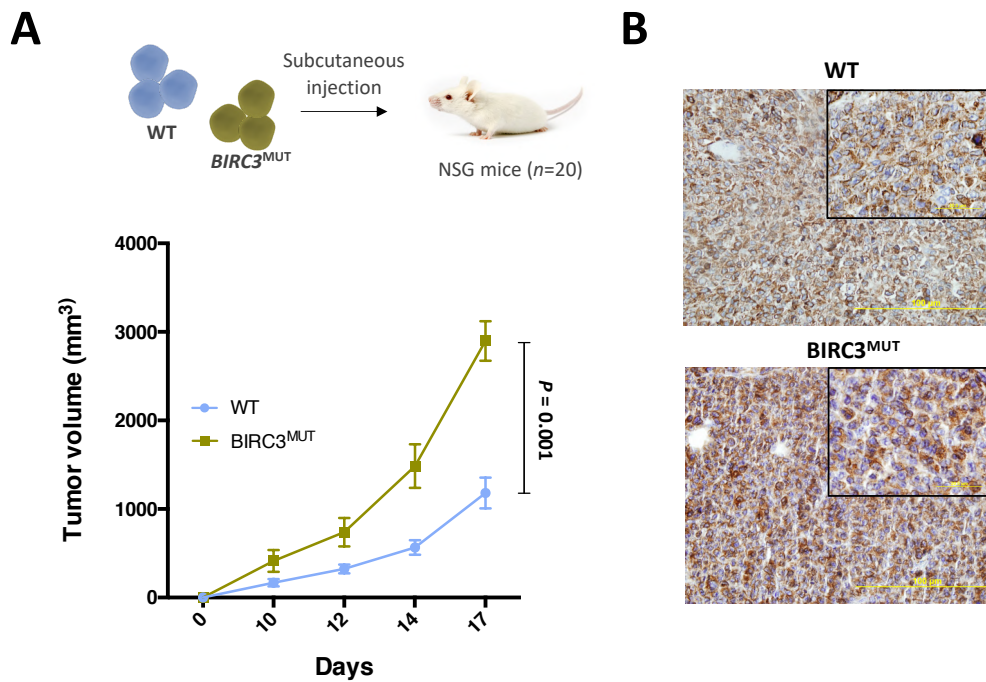 A
WT
BIRC3MUT
Subcutaneous
injection
NSG mice (n=20)
Tumor volume (mm3)
4000
3000
2000
1000
0
WT
BIRC3MUT
P = 0.001
0
10
12
14
17
Days
B
WT
BIRC3MUT